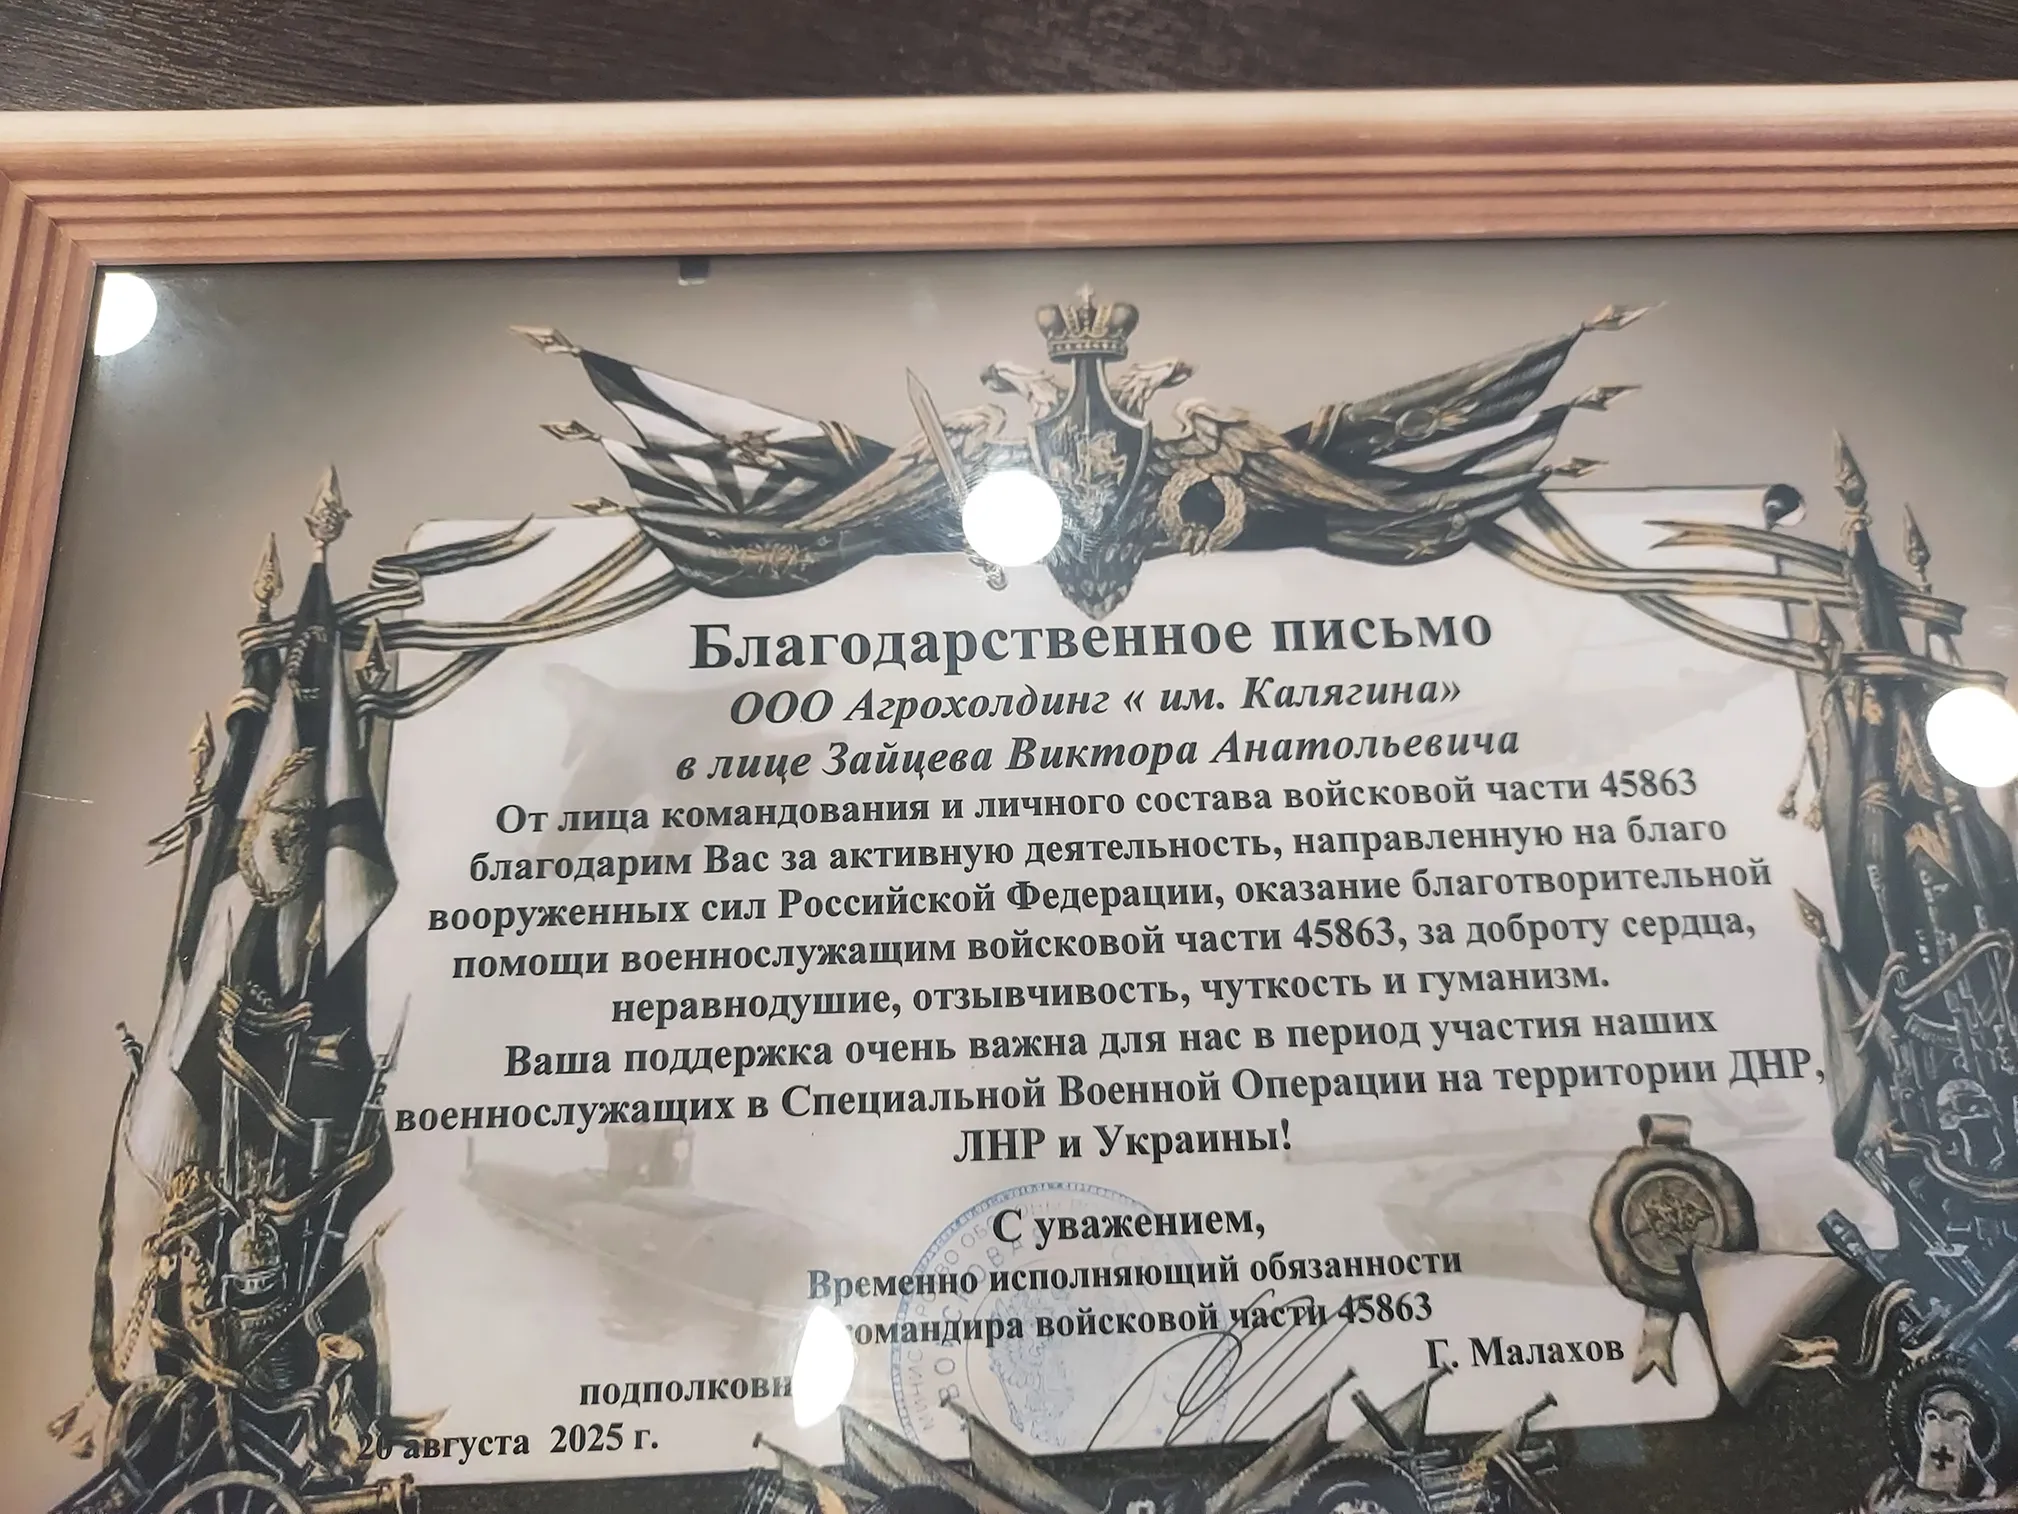 Благодарственное письмо
ООО Агрохолдинг « им. Калягина»
в лице Зайцева Виктора Анатольевича
От лица командования и личного состава войсковой части 45863
благодарим Вас за активную деятельность, направленную на благо
вооруженных сил Российской Федерации, оказание благотворительной
помощи военнослужащим войсковой части 45863, за доброту сердца,
неравнодушие, отзывчивость, чуткость и гуманизм.
Ваша поддержка очень важна для нас в период участия наших
военнослужащих в Специальной Военной Операции на территории ДНР,
ЛНР и Украины!
С уважением,
Временно исполняющий обязанности
командира войсковой части 45863
Г. Малахов
августа 2025 г.